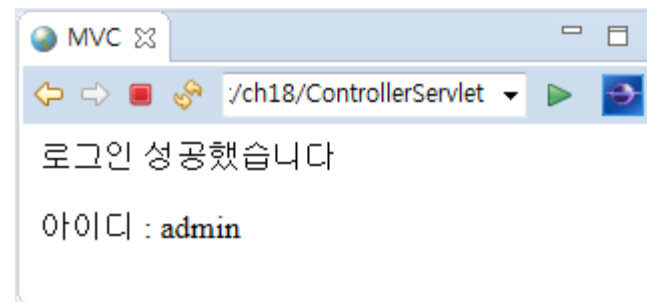 MVC
:/ch18/ControllerServlet
로그인 성공했습니다
아이디 : admin